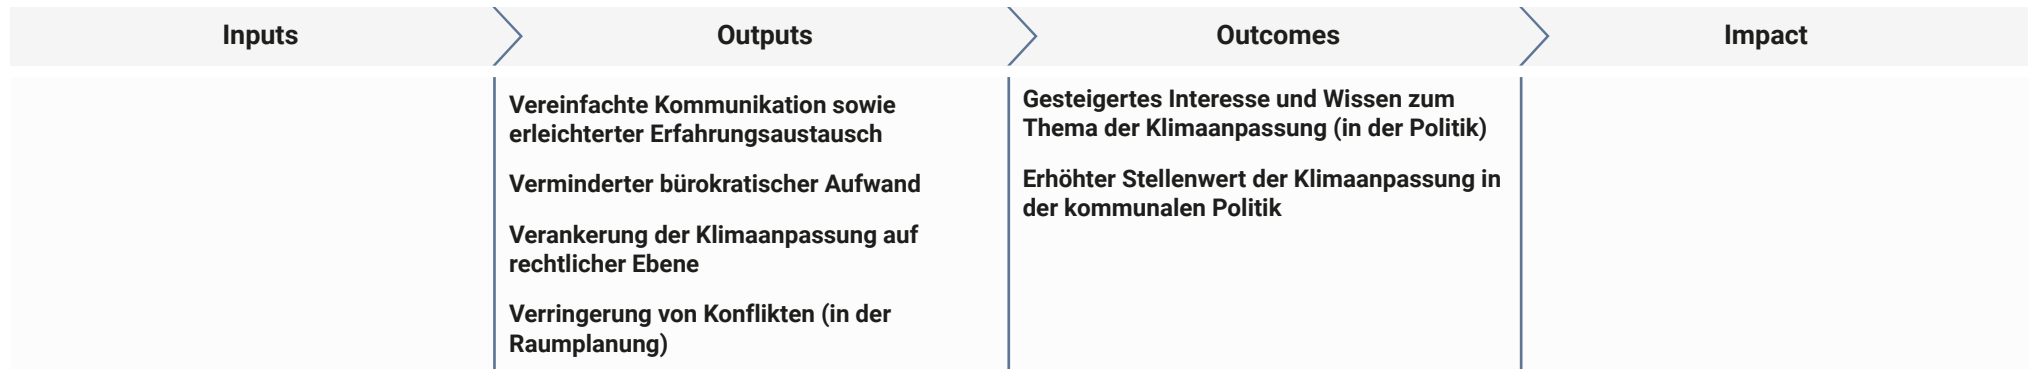 Inputs
Outputs
Outcomes
Impact
Vereinfachte Kommunikation sowie
erleichterter Erfahrungsaustausch
Verminderter bürokratischer Aufwand
Verankerung der Klimaanpassung auf
rechtlicher Ebene
Verringerung von Konflikten (in der
Raumplanung)
Gesteigertes Interesse und Wissen zum
Thema der Klimaanpassung (in der Politik)
Erhöhter Stellenwert der Klimaanpassung in
der kommunalen Politik